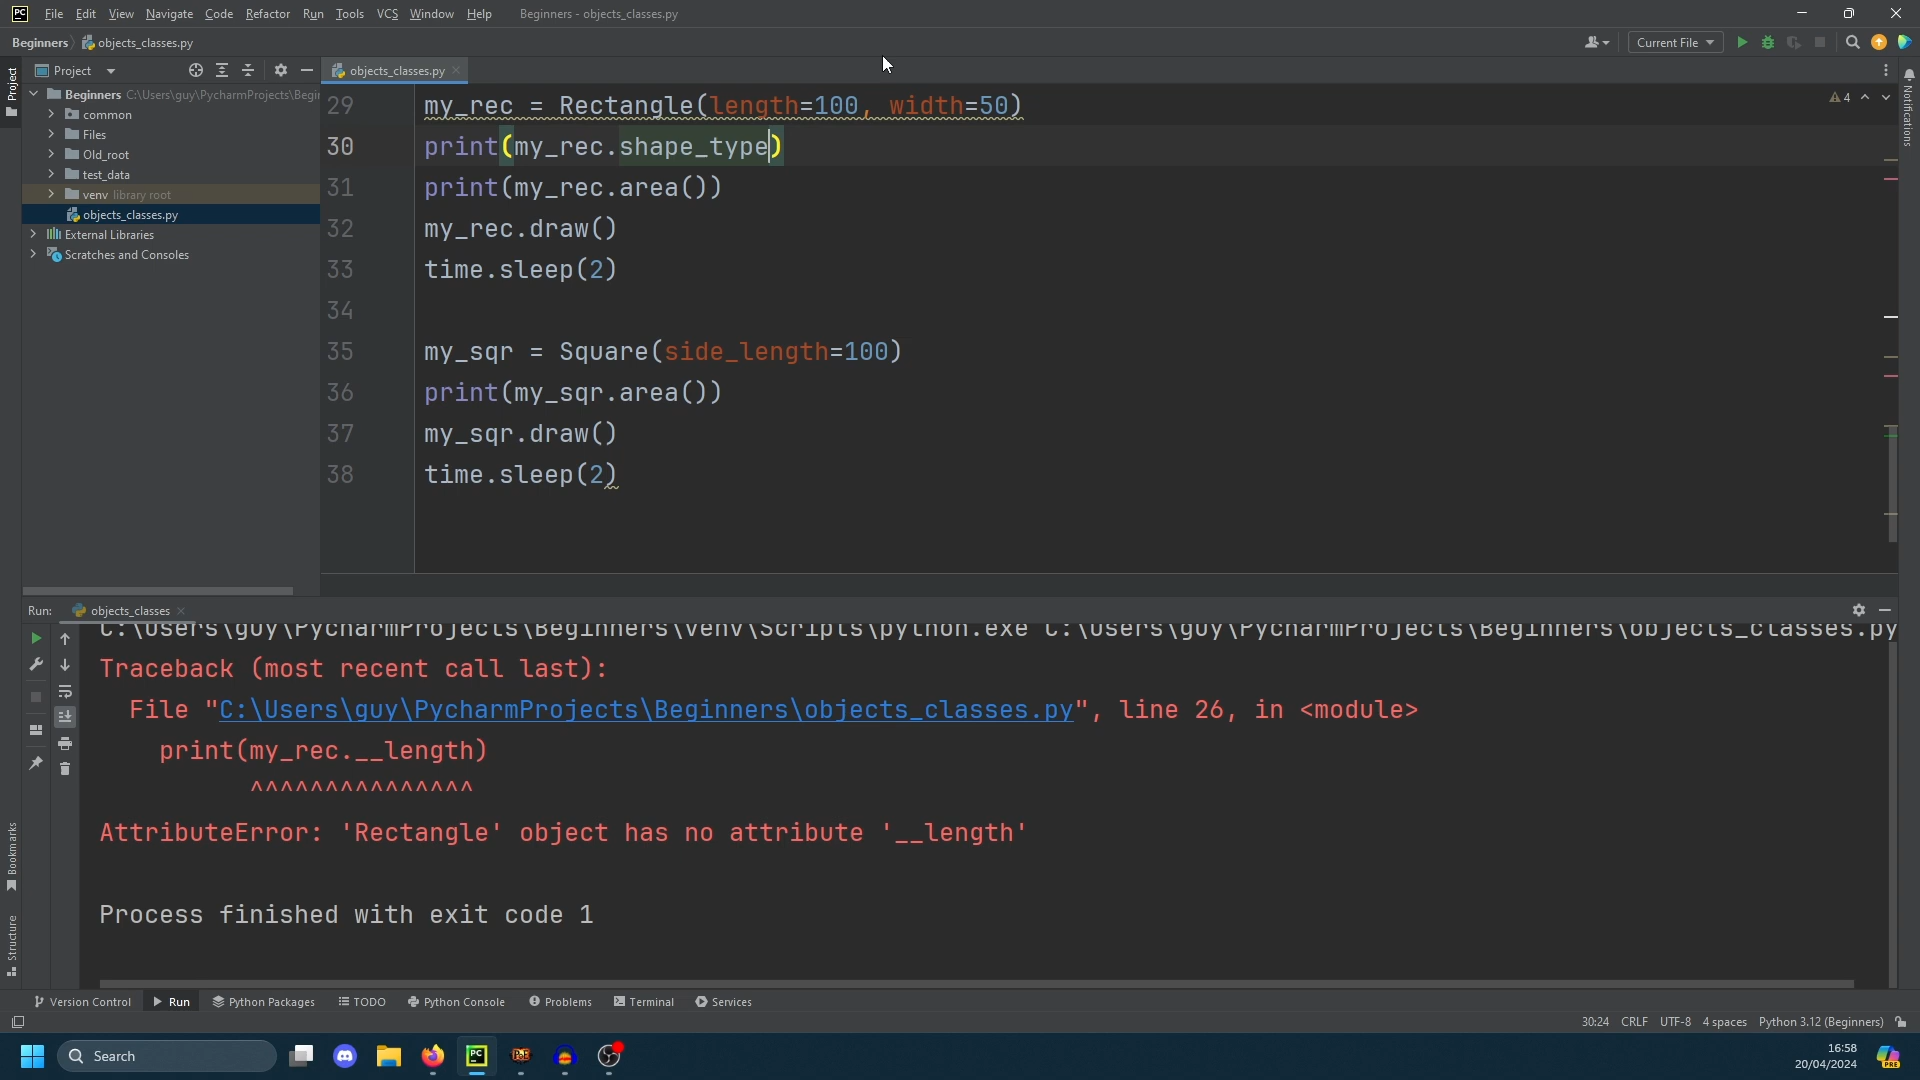 PC File Edit View Navigate Code Refactor Run Tools VCS Window Help Beginners - objects_classes.py
Beginners objects_classes.py Current File
Project objects_classes.py
Project
Beginners C:\Users\guy\PycharmProjects\Begi
common
Files
Old_root
test_data
venv library root
objects_classes.py
External Libraries
Scratches and Consoles
4
Notifications
29 my_rec = Rectangle(length=100, width=50)
30 print(my_rec.shape_type)
31 print(my_rec.area())
32 my_rec.draw()
33 time.sleep(2)
34
35 my_sqr = Square(side_length=100)
36 print(my_sqr.area())
37 my_sqr.draw()
38 time.sleep(2)
Run: objects_classes
C:\Users\guy\PycharmProjects\Beginners\venv\Scripts\python.exe C:\Users\guy\PycharmProjects\Beginners\objects_classes.py
Traceback (most recent call last):
File "C:\Users\guy\PycharmProjects\Beginners\objects_classes.py", line 26, in <module>
print(my_rec.__length)
^^^^^^^^^^^^^^^
AttributeError: 'Rectangle' object has no attribute '__length'
Process finished with exit code 1
Bookmarks
Structure
Version Control Run Python Packages TODO Python Console Problems Terminal Services
30:24 CRLF UTF-8 4 spaces Python 3.12 (Beginners)
Search PC PRE
16:58
20/04/2024